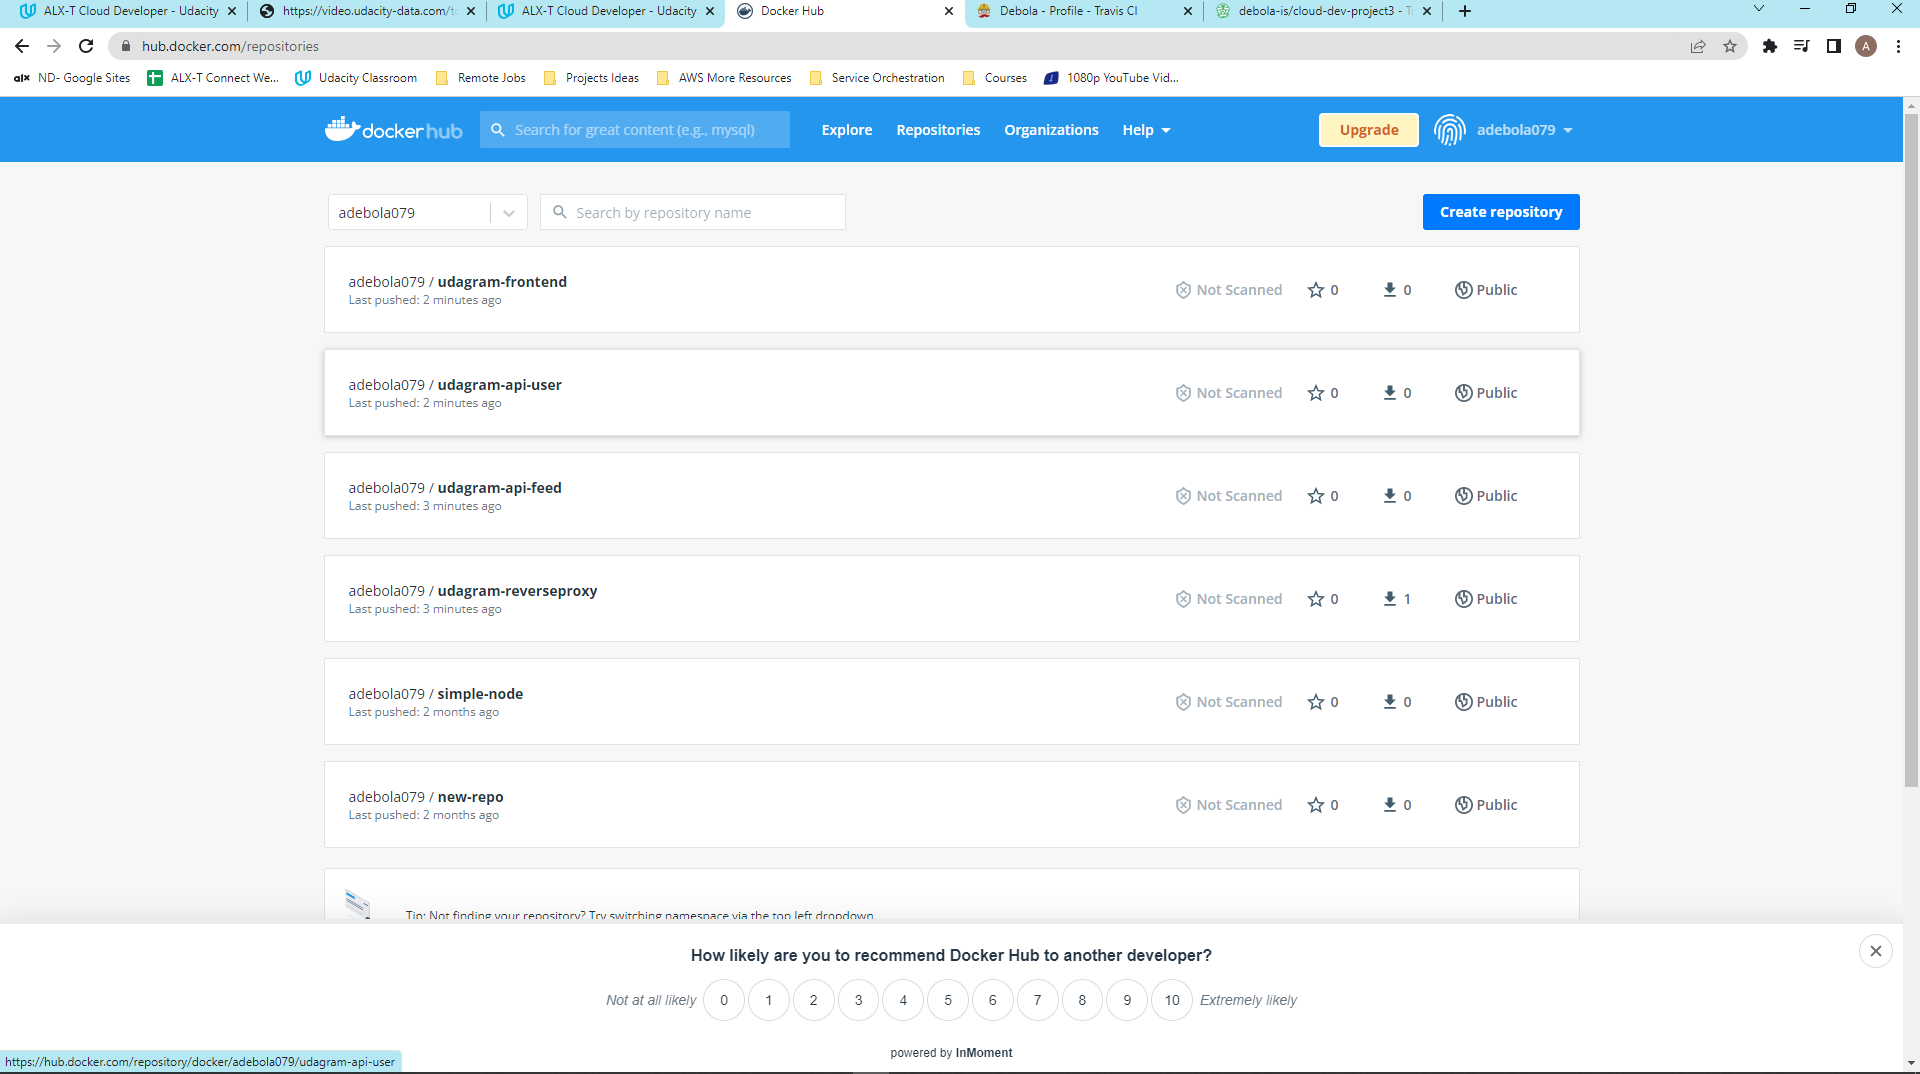 ALX-T Cloud Developer - Udacity
https://video.udacity-data.com/to
ALX-T Cloud Developer - Udacity
Docker Hub
Debola - Profile - Travis CI
debola-is/cloud-dev-project3 - Tr
hub.docker.com/repositories
A
alx ND- Google Sites
ALX-T Connect We...
Udacity Classroom
Remote Jobs
Projects Ideas
AWS More Resources
Service Orchestration
Courses
1080p YouTube Vid...
docker hub
Search for great content (e.g., mysql)
Explore
Repositories
Organizations
Help
Upgrade
adebola079
adebola079
Search by repository name
Create repository
adebola079 / udagram-frontend
Last pushed: 2 minutes ago
Not Scanned
0
0
Public
adebola079 / udagram-api-user
Last pushed: 2 minutes ago
Not Scanned
0
0
Public
adebola079 / udagram-api-feed
Last pushed: 3 minutes ago
Not Scanned
0
0
Public
adebola079 / udagram-reverseproxy
Last pushed: 3 minutes ago
Not Scanned
0
1
Public
adebola079 / simple-node
Last pushed: 2 months ago
Not Scanned
0
0
Public
adebola079 / new-repo
Last pushed: 2 months ago
Not Scanned
0
0
Public
Tip: Not finding your repository? Try switching namespace via the top left dropdown.
How likely are you to recommend Docker Hub to another developer?
Not at all likely 0 1 2 3 4 5 6 7 8 9 10 Extremely likely
powered by InMoment
https://hub.docker.com/repository/docker/adebola079/udagram-api-user